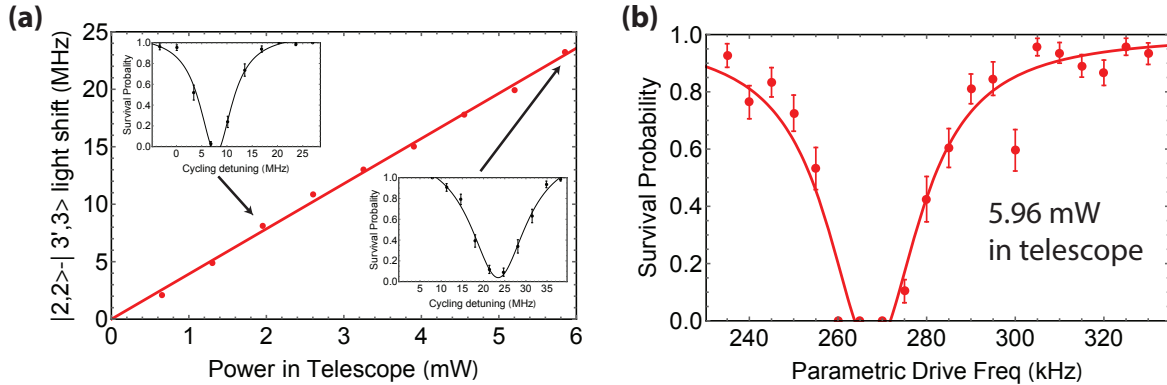 (a)
|2,2>-| 3',3> light shift (MHz)
25
20
15
10
5
0
0 1 2 3 4 5 6
Power in Telescope (mW)
Survival Probality
1.0
0.8
0.6
0.4
0.2
0.0
0 5 10 15 20 25
Cycling detuning (MHz)
Survival Probality
1.0
0.8
0.6
0.4
0.2
0.0
5 10 15 20 25 30 35
Cycling detuning (MHz)
(b)
Survival Probability
1.0
0.8
0.6
0.4
0.2
0.0
240 260 280 300 320
Parametric Drive Freq (kHz)
5.96 mW
in telescope